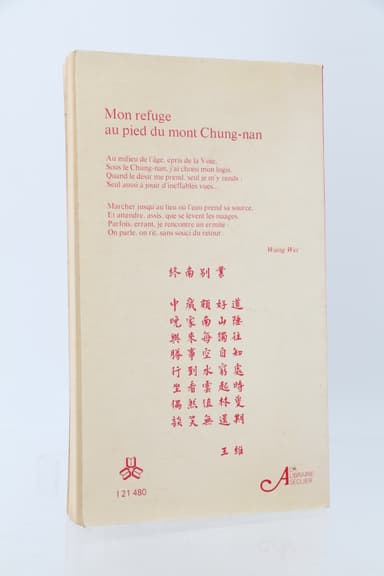 Mon refuge
au pied du mont Chung-nan
Au milieu de l'âge, épris de la Voie,
Sous le Chung-nan, j'ai choisi mon logis.
Quand le désir me prend, seul je m'y rends :
Seul aussi à jouir d'ineffables vues...
Marcher jusqu'au lieu où l'eau prend sa source,
Et attendre, assis, que se lèvent les nuages.
Parfois, errant, je rencontre un ermite :
On parle, on rit, sans souci du retour.
Wang Wei
終南別業
中歲頗好道
晚家南山陲
興來每獨往
勝事空自知
行到水窮處
坐看雲起時
偶然值林叟
談笑無還期
王維
I 21 480